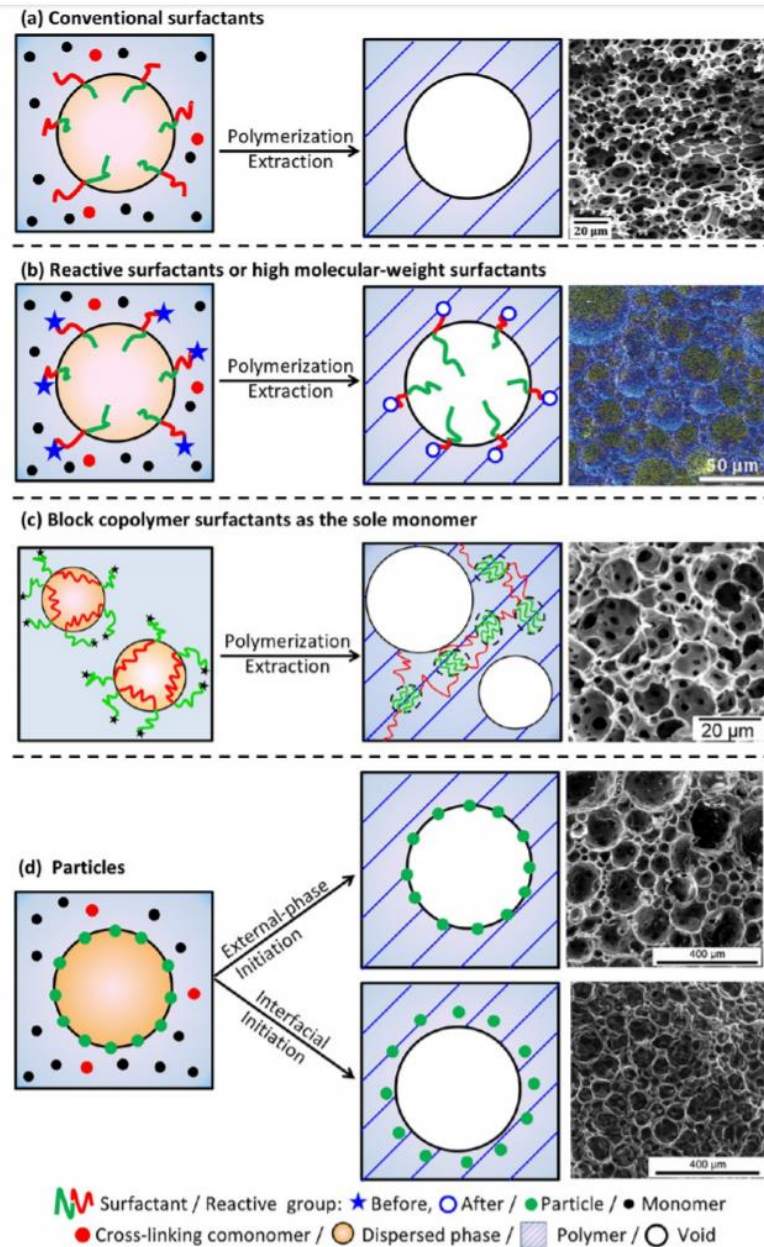 (a) Conventional surfactants
Polymerization
Extraction
20 μm
(b) Reactive surfactants or high molecular-weight surfactants
Polymerization
Extraction
50 μm
(c) Block copolymer surfactants as the sole monomer
Polymerization
Extraction
20 μm
(d) Particles
External-phase
Initiation
400 μm
Interfacial
Initiation
400 μm
Surfactant / Reactive group: Before, After / Particle / Monomer
Cross-linking comonomer / Dispersed phase / Polymer / Void